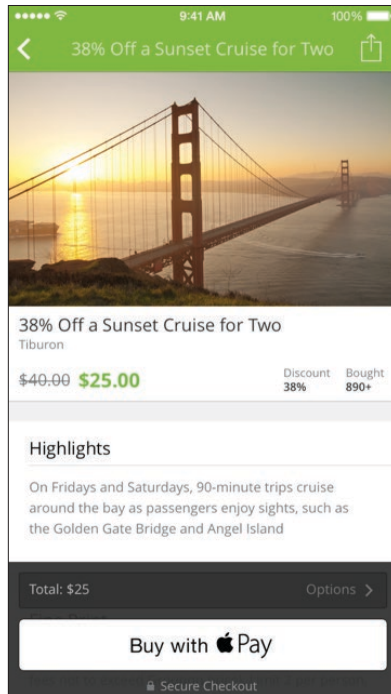 9:41 AM 100%
38% Off a Sunset Cruise for Two
38% Off a Sunset Cruise for Two
Tiburon
$40.00 $25.00 Discount 38% Bought 890+
Highlights
On Fridays and Saturdays, 90-minute trips cruise
around the bay as passengers enjoy sights, such as
the Golden Gate Bridge and Angel Island
Total: $25 Options
Buy with Pay
Secure Checkout